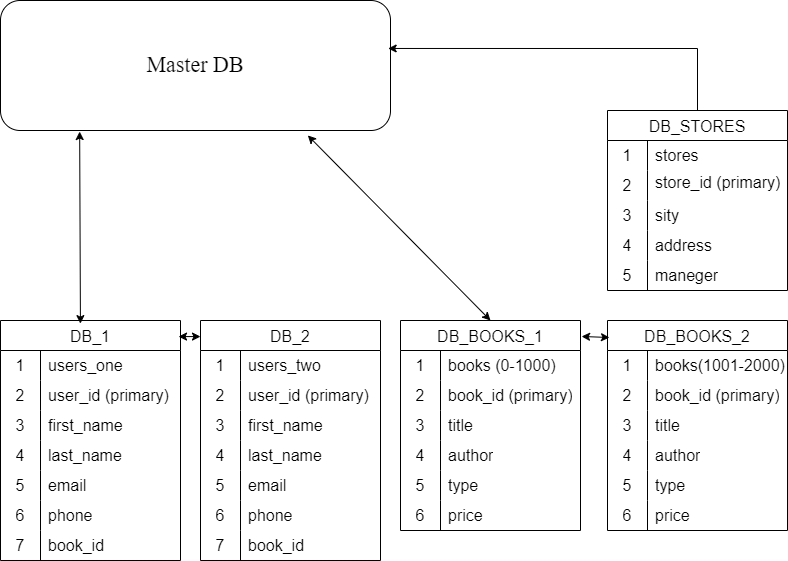 Master DB
DB_STORES
1 stores
2 store_id (primary)
3 sity
4 address
5 maneger
DB_1
1 users_one
2 user_id (primary)
3 first_name
4 last_name
5 email
6 phone
7 book_id
DB_2
1 users_two
2 user_id (primary)
3 first_name
4 last_name
5 email
6 phone
7 book_id
DB_BOOKS_1
1 books (0-1000)
2 book_id (primary)
3 title
4 author
5 type
6 price
DB_BOOKS_2
1 books(1001-2000)
2 book_id (primary)
3 title
4 author
5 type
6 price